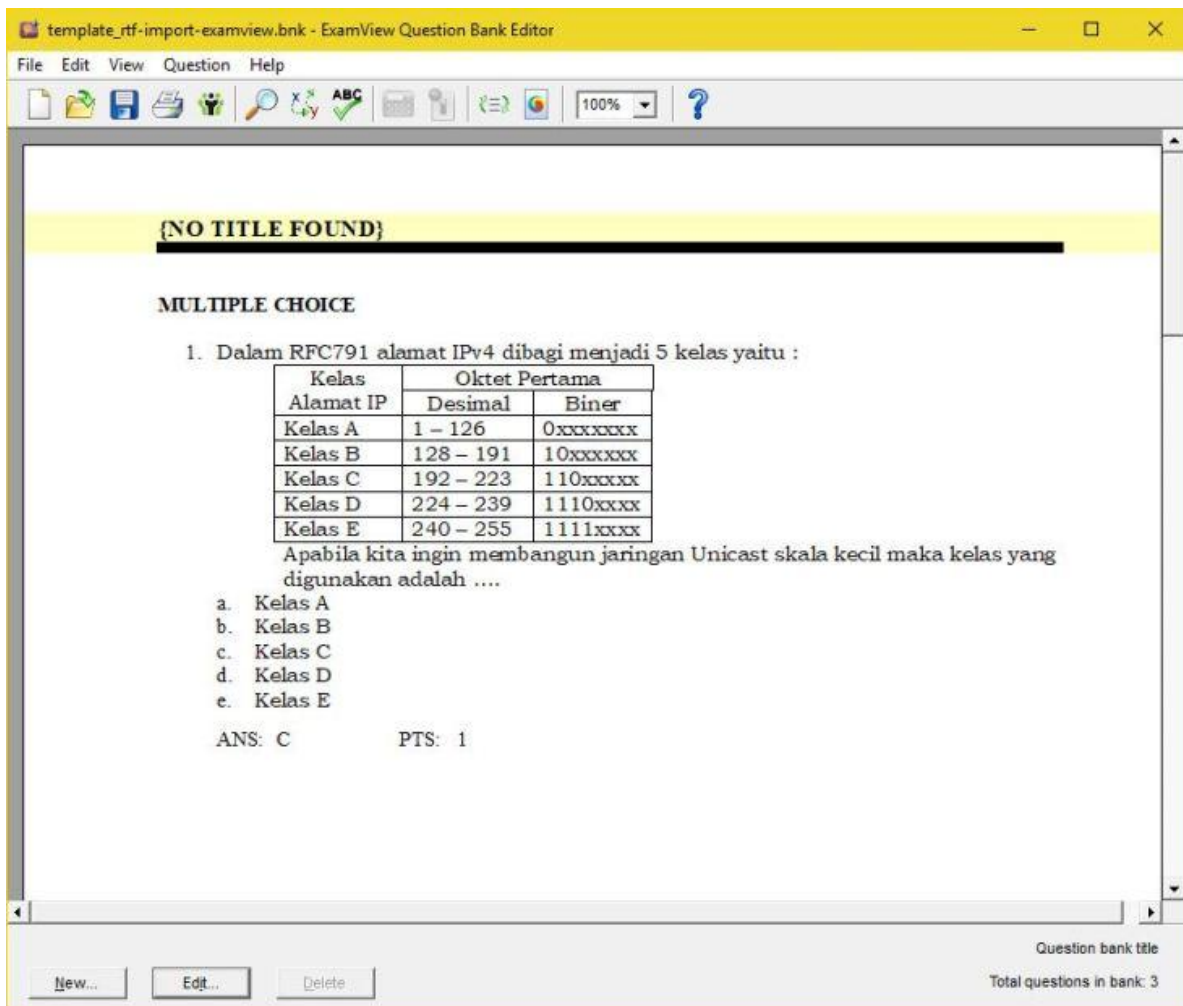 template_rtf-import-examview.bnk - ExamView Question Bank Editor
File Edit View Question Help
ABC
100%
{NO TITLE FOUND}
MULTIPLE CHOICE
1. Dalam RFC791 alamat IPv4 dibagi menjadi 5 kelas yaitu :
Kelas Alamat IP Oktet Pertama
Desimal Biner
Kelas A 1 – 126 0xxxxxxx
Kelas B 128 – 191 10xxxxxx
Kelas C 192 – 223 110xxxxx
Kelas D 224 – 239 1110xxxx
Kelas E 240 – 255 1111xxxx
Apabila kita ingin membangun jaringan Unicast skala kecil maka kelas yang
digunakan adalah ....
a. Kelas A
b. Kelas B
c. Kelas C
d. Kelas D
e. Kelas E
ANS: C PTS: 1
Question bank title
New... Edit... Delete Total questions in bank: 3